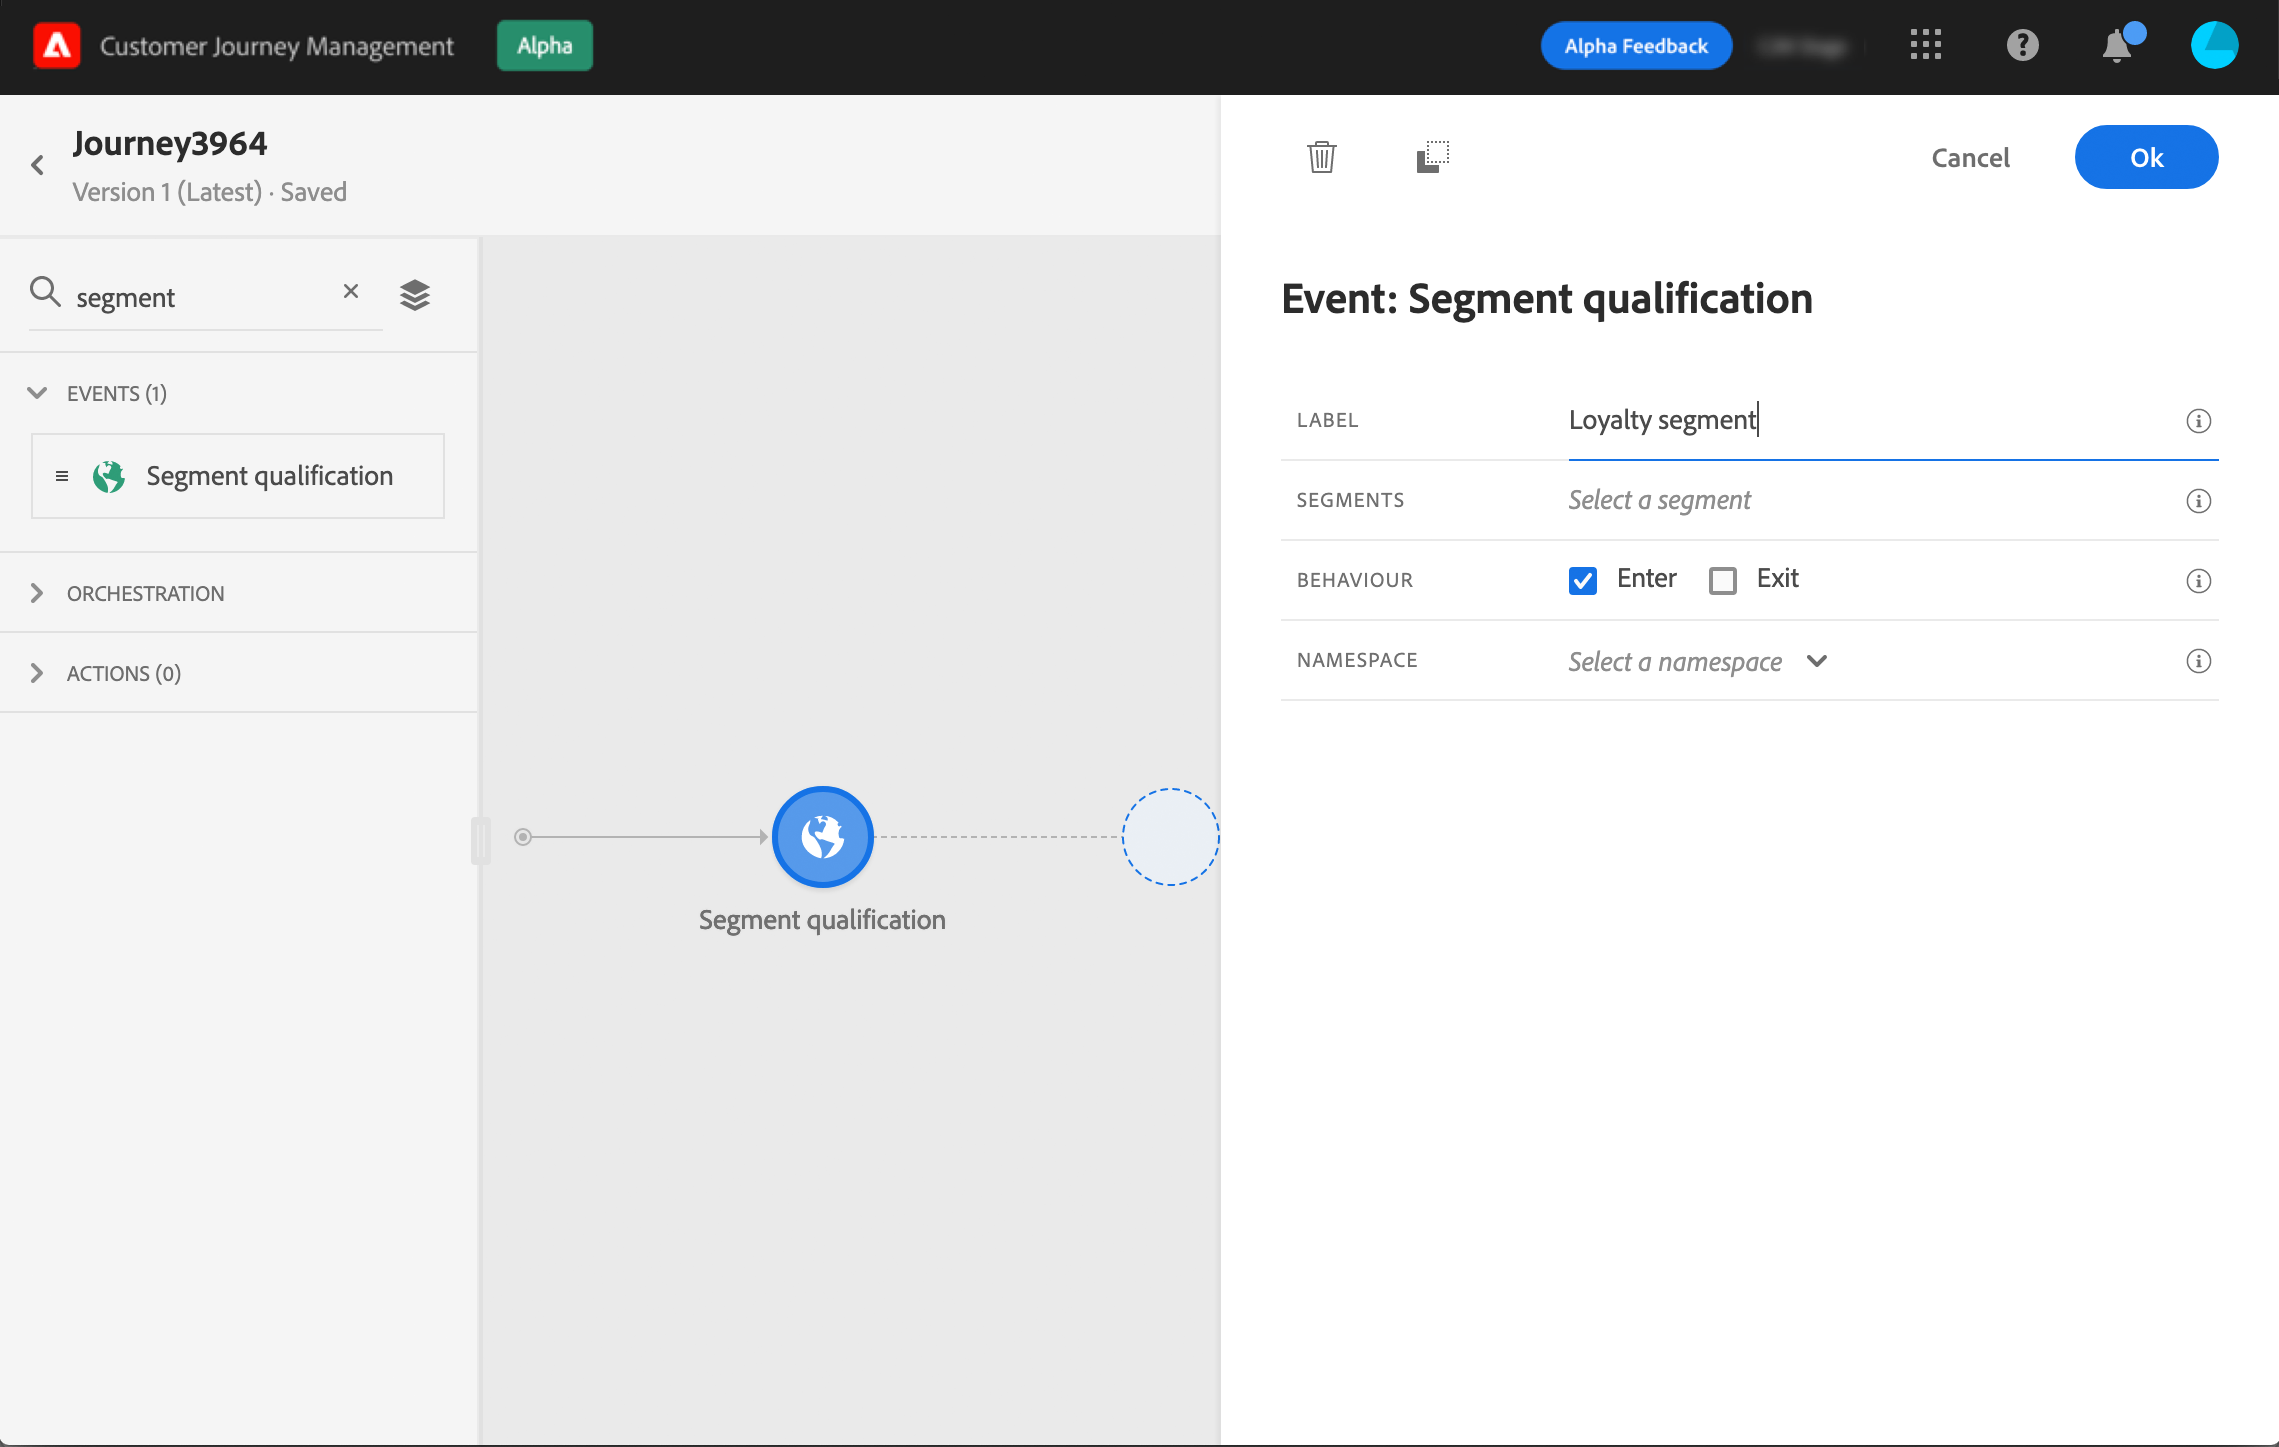 Customer Journey Management
Alpha
Alpha Feedback
Journey3964
Version 1 (Latest) · Saved
Cancel
Ok
segment
Event: Segment qualification
EVENTS (1)
Segment qualification
ORCHESTRATION
ACTIONS (0)
LABEL
Loyalty segment
SEGMENTS
Select a segment
BEHAVIOUR
Enter
Exit
NAMESPACE
Select a namespace
Segment qualification